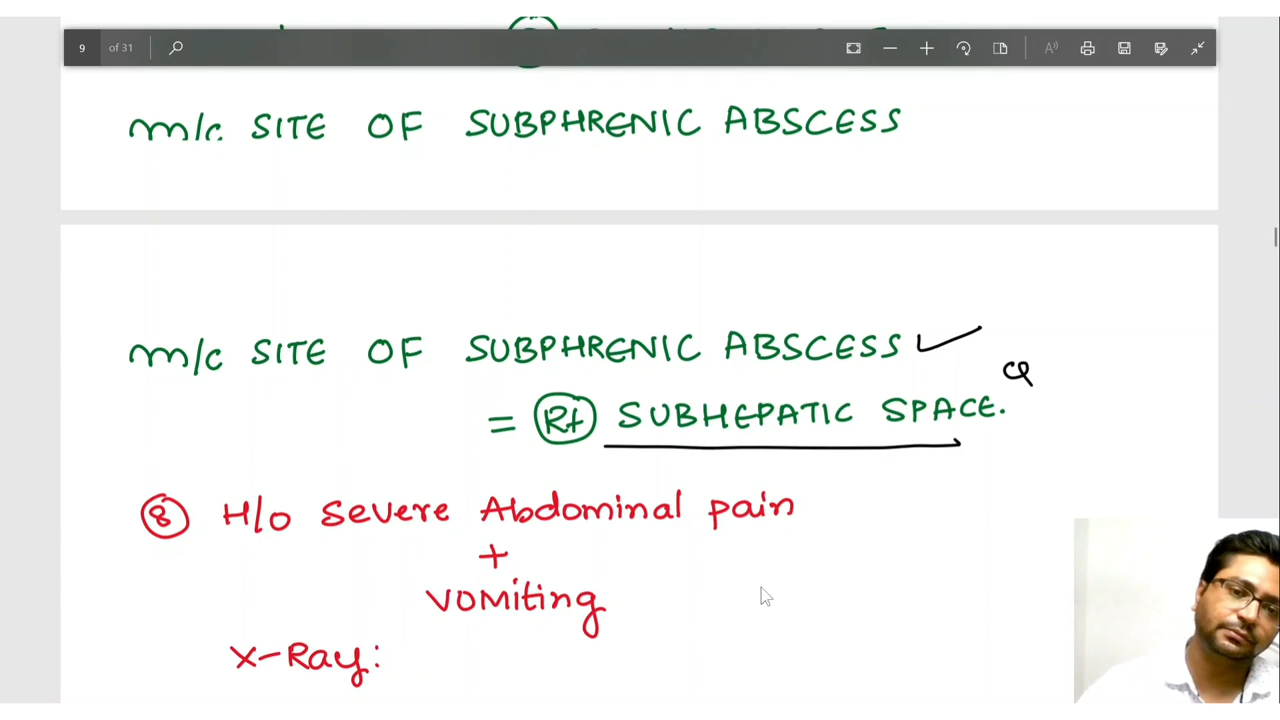 9 of 31
m/c SITE OF SUBPHRENIC ABSCESS
m/c SITE OF SUBPHRENIC ABSCESS
= Rt SUBHEPATIC SPACE.
8 H/o severe Abdominal pain
+
vomiting
X-Ray: